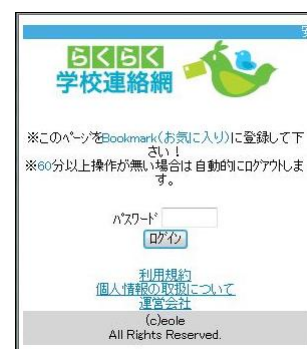 らくらく
学校連絡網
※このページをBookmark(お気に入り)に登録して下
さい！
※60分以上操作が無い場合は自動的にログアウトしま
す。
パスワード
ログイン
利用規約
個人情報の取扱について
運営会社
(c)eole
All Rights Reserved.